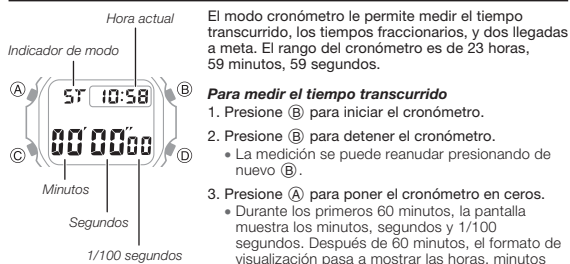 Hora actual
Indicador de modo
A
B
C
D
ST 10:58
00' 00" 00
Minutos
Segundos
1/100 segundos
El modo cronómetro le permite medir el tiempo
transcurrido, los tiempos fraccionarios, y dos llegadas
a meta. El rango del cronómetro es de 23 horas,
59 minutos, 59 segundos.
Para medir el tiempo transcurrido
1. Presione Ⓑ para iniciar el cronómetro.
2. Presione Ⓑ para detener el cronómetro.
• La medición se puede reanudar presionando de
nuevo Ⓑ.
3. Presione Ⓐ para poner el cronómetro en ceros.
• Durante los primeros 60 minutos, la pantalla
muestra los minutos, segundos y 1/100
segundos. Después de 60 minutos, el formato de
visualización pasa a mostrar las horas, minutos